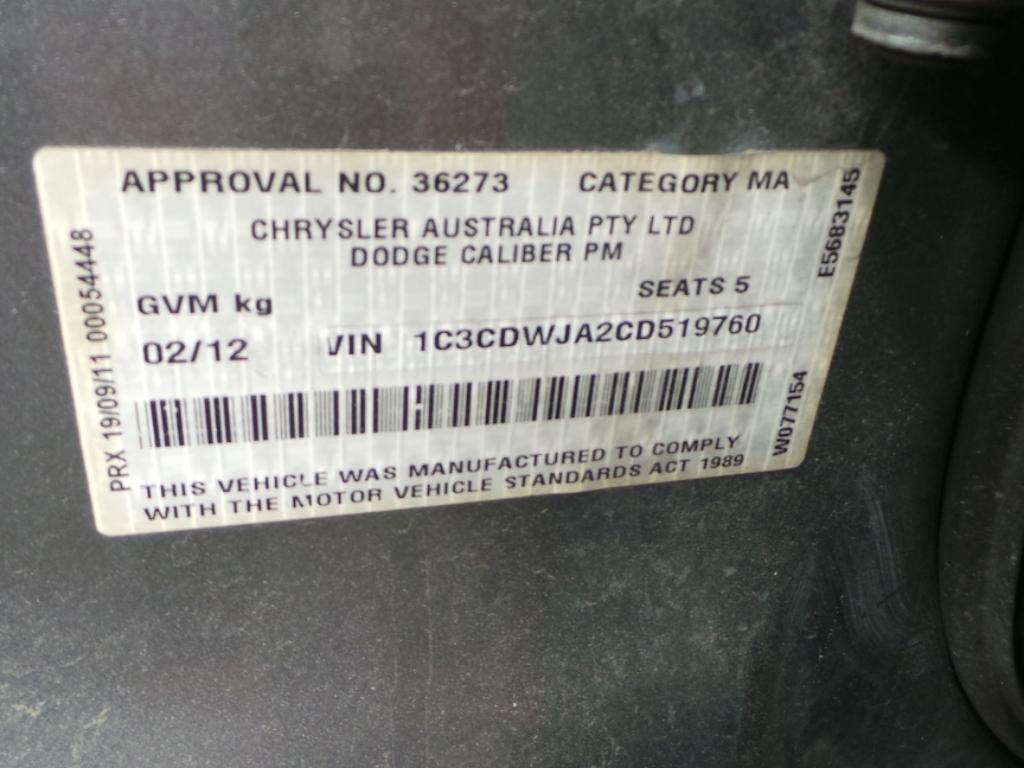 APPROVAL NO. 36273 CATEGORY MA
CHRYSLER AUSTRALIA PTY LTD
DODGE CALIBER PM
GVM kg SEATS 5
02/12 VIN 1C3CDWJA2CD519760
THIS VEHICLE WAS MANUFACTURED TO COMPLY
WITH THE MOTOR VEHICLE STANDARDS ACT 1989
PRX 19/09/11 00054448
E5683145
W077154